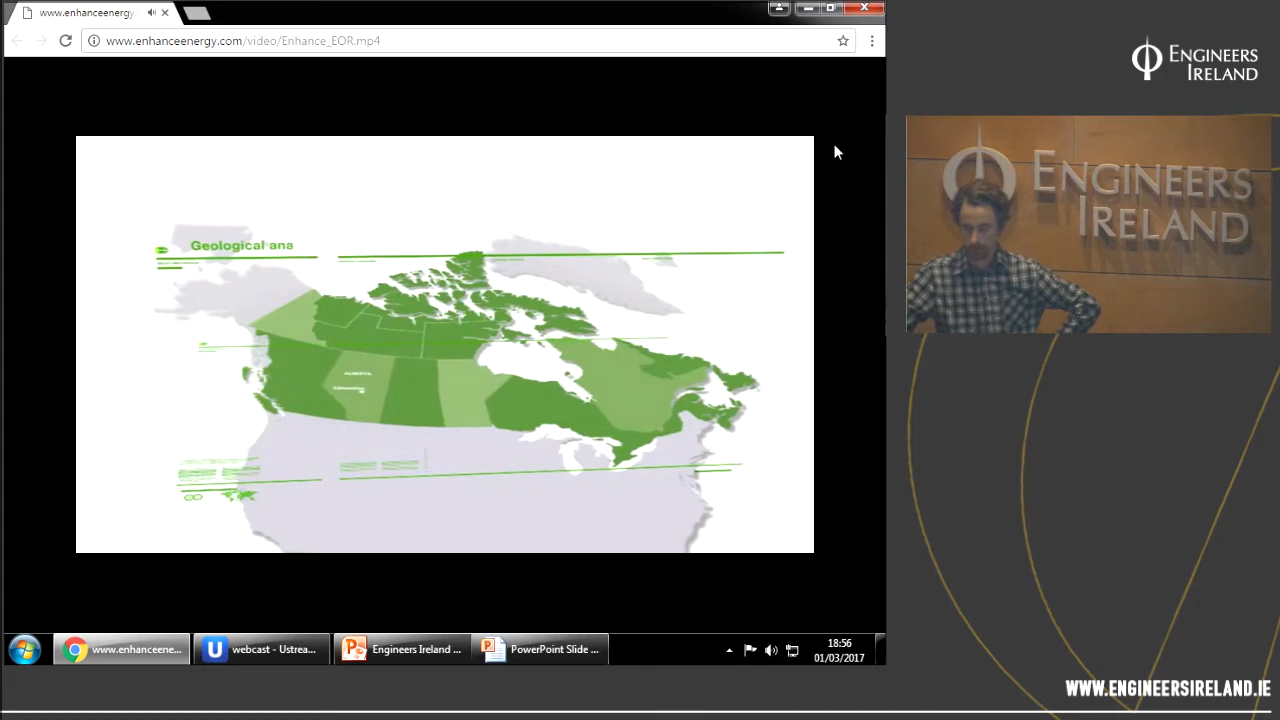 www.enhanceenergy.
www.enhanceenergy.com/video/Enhance_EOR.mp4
ENGINEERS
IRELAND
ENGINEERS
IRELAND
Geological ana
ALBERTA
www.enhanceene...
webcast - Ustrea...
Engineers Ireland ...
PowerPoint Slide ...
18:56
01/03/2017
WWW.ENGINEERSIRELAND.IE